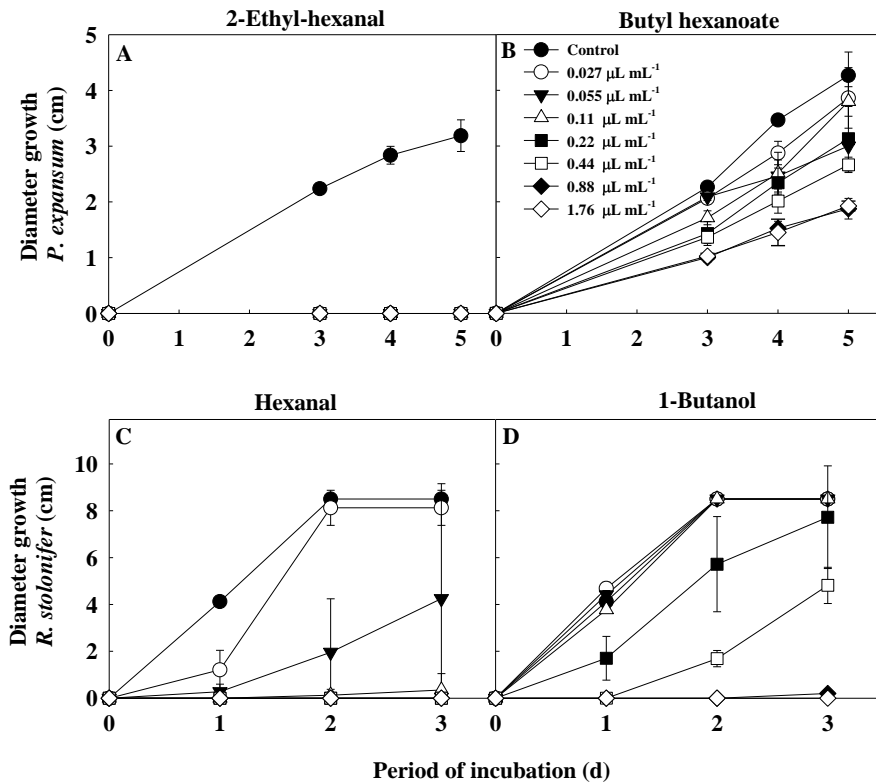 2-Ethyl-hexanal
Butyl hexanoate
A
B
Control
0.027 μL mL-1
0.055 μL mL-1
0.11 μL mL-1
0.22 μL mL-1
0.44 μL mL-1
0.88 μL mL-1
1.76 μL mL-1
Diameter growth
P. expansum (cm)
5
4
3
2
1
0
0 1 2 3 4 5
0 1 2 3 4 5
Hexanal
1-Butanol
C
D
Diameter growth
R. stolonifer (cm)
10
8
6
4
2
0
0 1 2 3
0 1 2 3
Period of incubation (d)